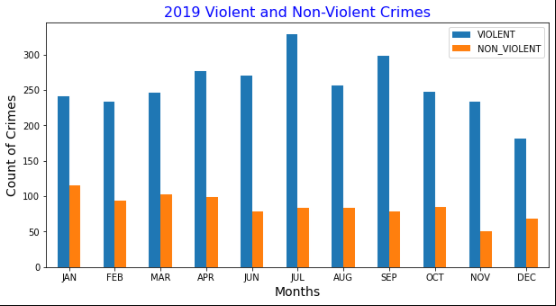 2019 Violent and Non-Violent Crimes
VIOLENT
NON_VIOLENT
Count of Crimes
300
250
200
150
100
50
0
JAN FEB MAR APR JUN JUL AUG SEP OCT NOV DEC
Months